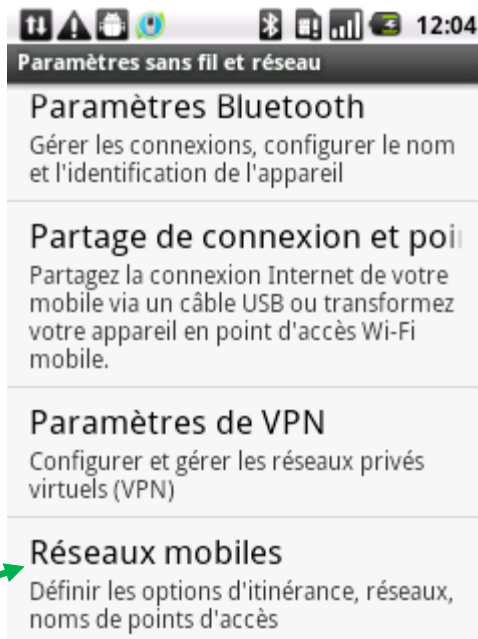 12:04
Paramètres sans fil et réseau
Paramètres Bluetooth
Gérer les connexions, configurer le nom
et l'identification de l'appareil
Partage de connexion et poi
Partagez la connexion Internet de votre
mobile via un câble USB ou transformez
votre appareil en point d'accès Wi-Fi
mobile.
Paramètres de VPN
Configurer et gérer les réseaux privés
virtuels (VPN)
Réseaux mobiles
Définir les options d'itinérance, réseaux,
noms de points d'accès